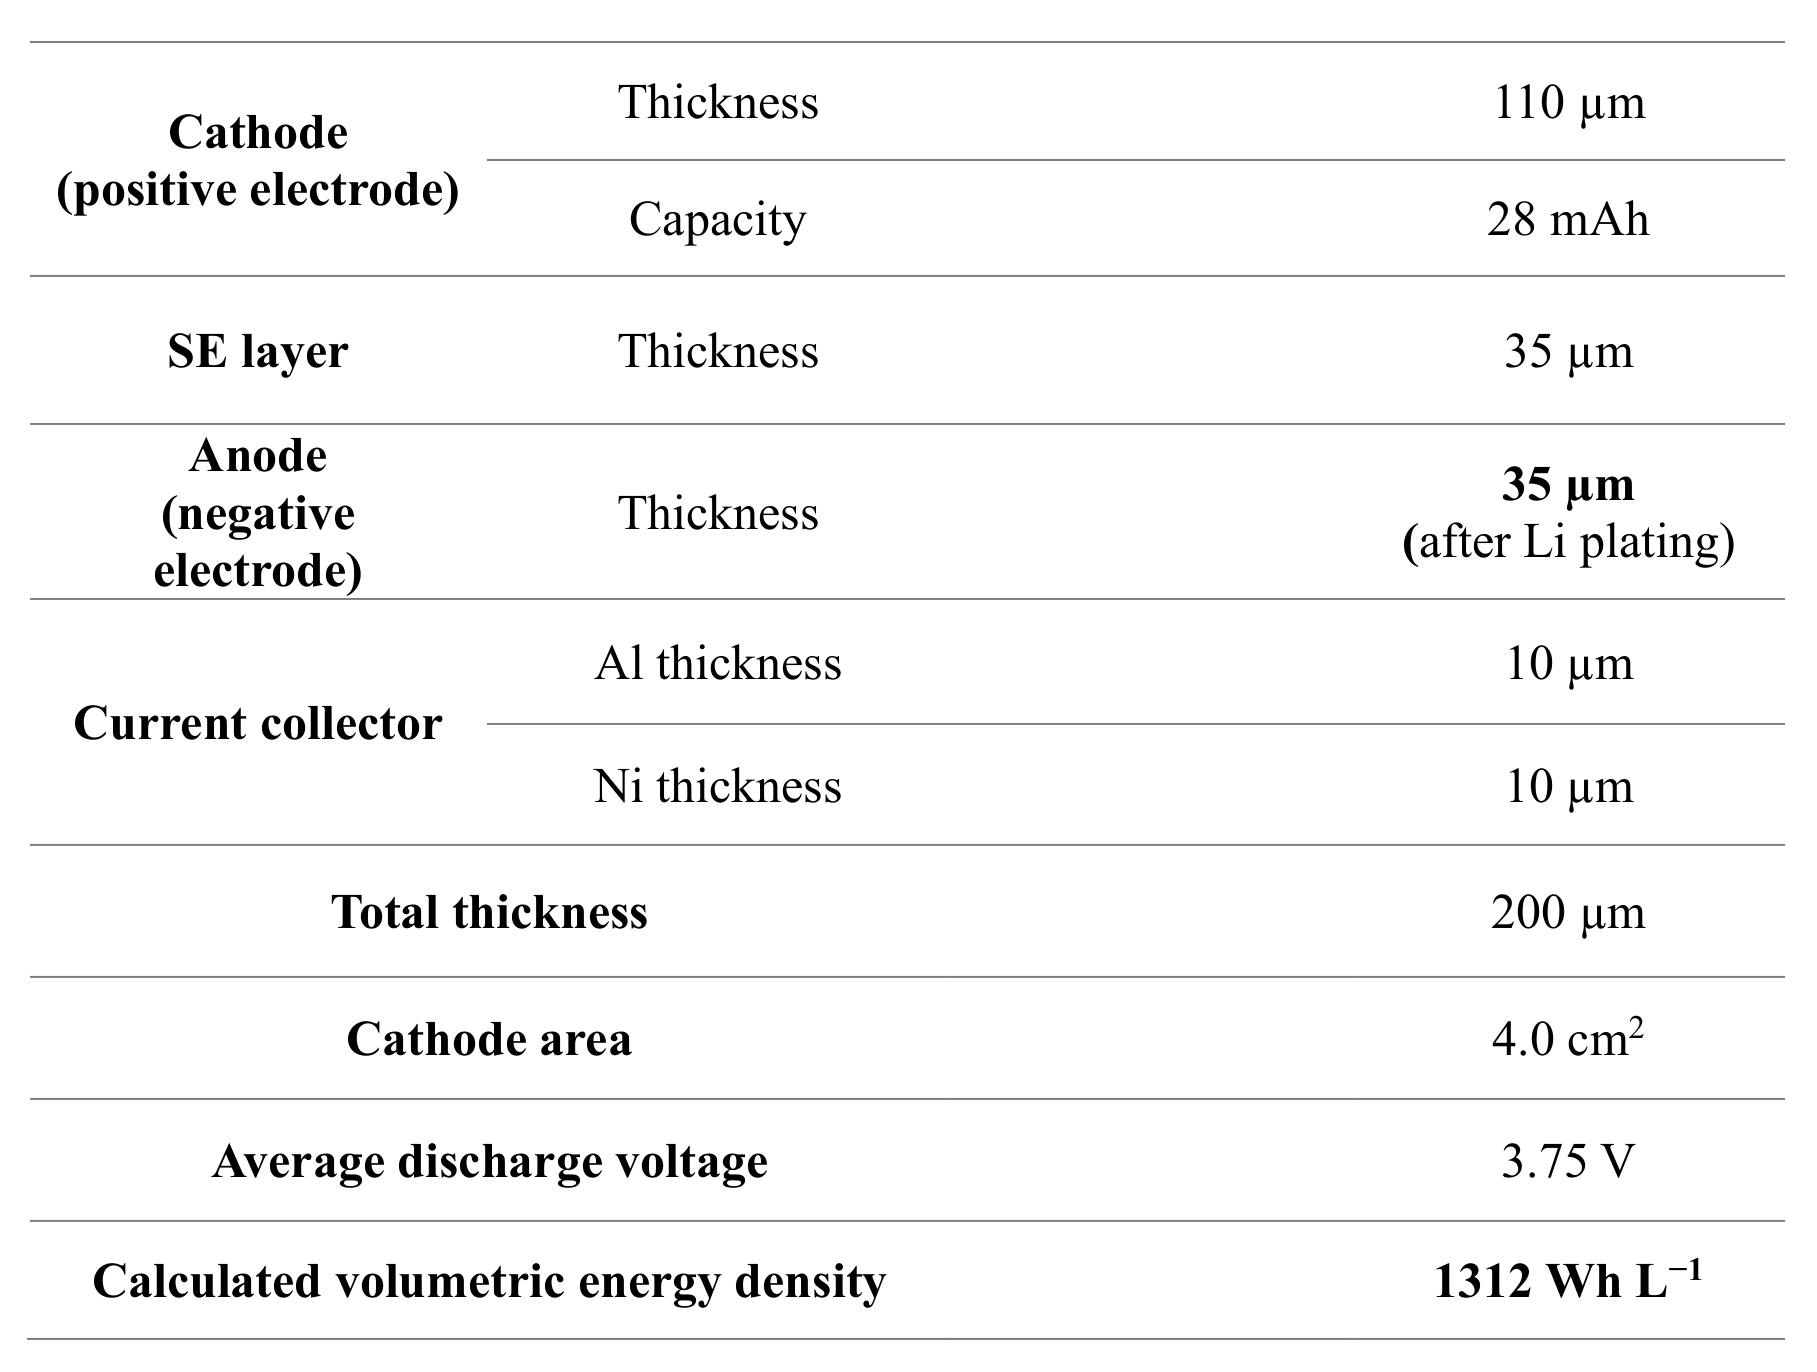 Cathode
(positive electrode)
Thickness
110 µm
Capacity
28 mAh
SE layer
Thickness
35 µm
Anode
(negative
electrode)
Thickness
35 µm
(after Li plating)
Current collector
Al thickness
10 µm
Ni thickness
10 µm
Total thickness
200 µm
Cathode area
4.0 cm²
Average discharge voltage
3.75 V
Calculated volumetric energy density
1312 Wh L⁻¹